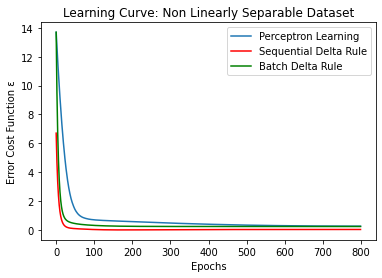 Learning Curve: Non Linearly Separable Dataset
Error Cost Function ε
14
12
10
8
6
4
2
0
Perceptron Learning
Sequential Delta Rule
Batch Delta Rule
0 100 200 300 400 500 600 700 800
Epochs